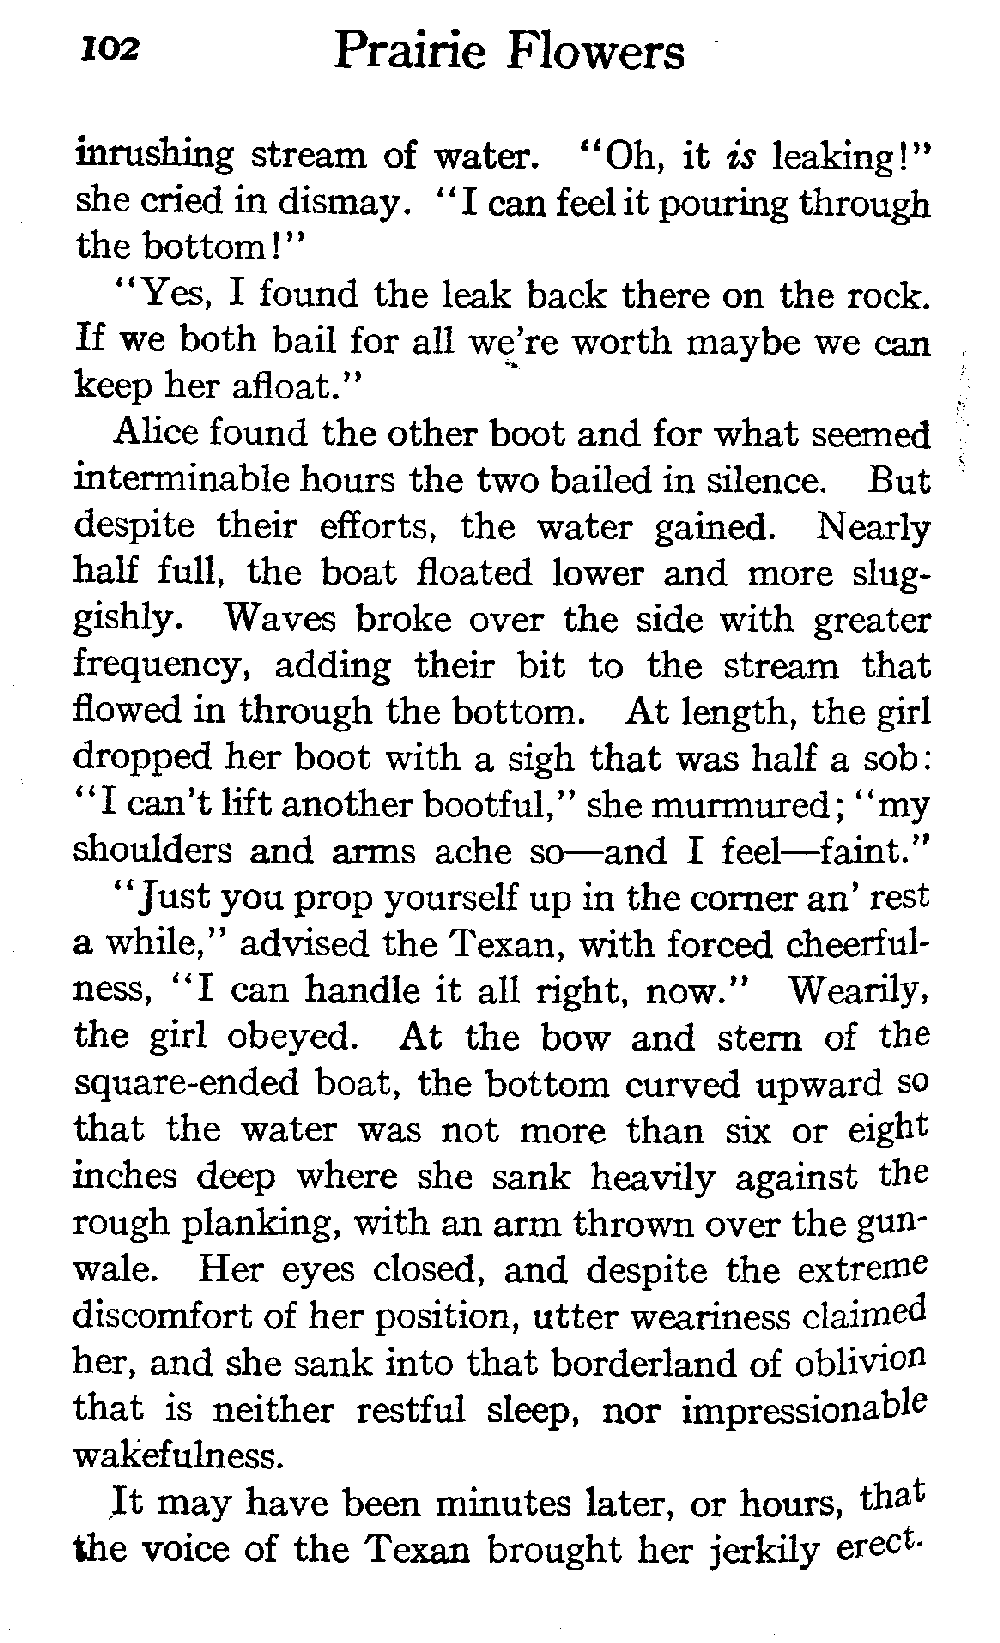 102 Prairie Flowers
inrushing stream of water. "Oh, it is leaking!"
she cried in dismay. "I can feel it pouring through
the bottom!"
"Yes, I found the leak back there on the rock.
If we both bail for all we're worth maybe we can
keep her afloat."
Alice found the other boot and for what seemed
interminable hours the two bailed in silence. But
despite their efforts, the water gained. Nearly
half full, the boat floated lower and more slug-
gishly. Waves broke over the side with greater
frequency, adding their bit to the stream that
flowed in through the bottom. At length, the girl
dropped her boot with a sigh that was half a sob:
"I can't lift another bootful," she murmured; "my
shoulders and arms ache so—and I feel—faint."
"Just you prop yourself up in the corner an' rest
a while," advised the Texan, with forced cheerful-
ness, "I can handle it all right, now." Wearily,
the girl obeyed. At the bow and stern of the
square-ended boat, the bottom curved upward so
that the water was not more than six or eight
inches deep where she sank heavily against the
rough planking, with an arm thrown over the gun-
wale. Her eyes closed, and despite the extreme
discomfort of her position, utter weariness claimed
her, and she sank into that borderland of oblivion
that is neither restful sleep, nor impressionable
wakefulness.
It may have been minutes later, or hours, that
the voice of the Texan brought her jerkily erect.